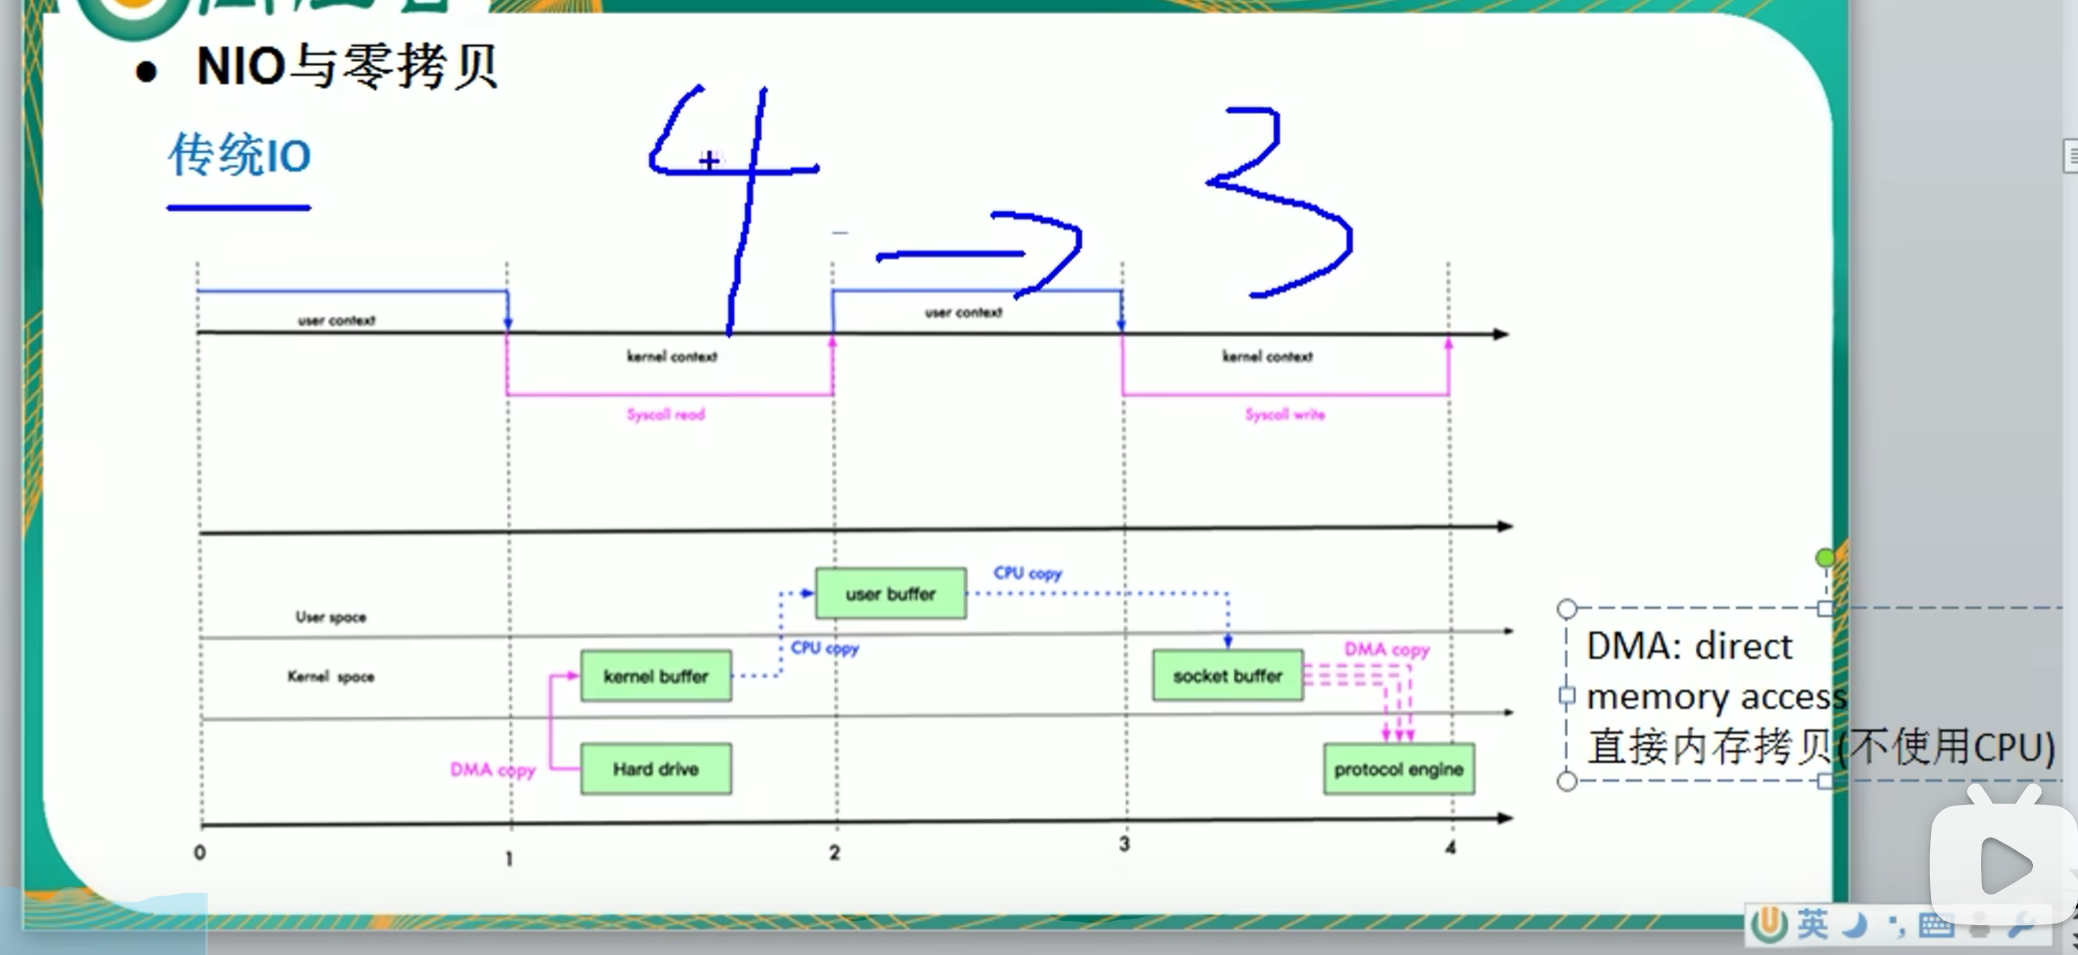 NIO与零拷贝
传统IO
4 → 3
user context
user context
kernel context
kernel context
Syscall read
Syscall write
CPU copy
user buffer
User space
CPU copy
DMA copy
Kernel space
kernel buffer
socket buffer
DMA copy
Hard drive
protocol engine
0 1 2 3 4
DMA: direct
memory access
直接内存拷贝(不使用CPU)
英